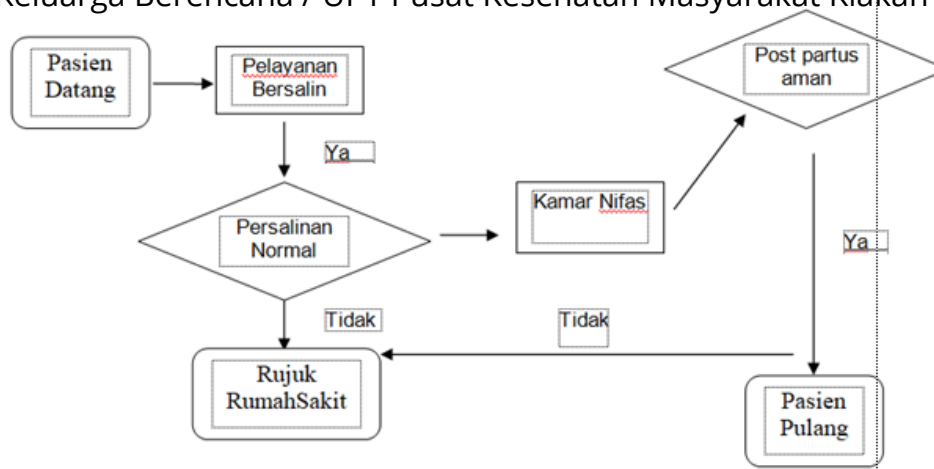 Keluarga Berencana / UPT Pusat Kesehatan Masyarakat Klakah
Pasien
Datang
Pelayanan
Bersalin
Post partus
aman
Ya
Persalinan
Normal
Kamar Nifas
Ya
Tidak
Tidak
Rujuk
RumahSakit
Pasien
Pulang